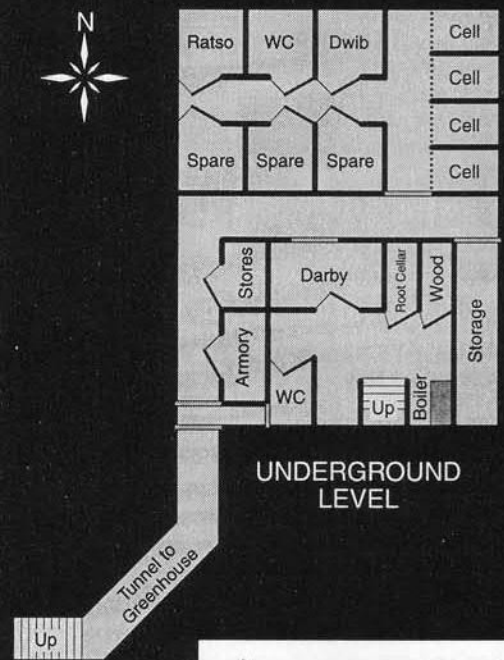 N
Ratso
WC
Dwib
Cell
Cell
Cell
Cell
Spare
Spare
Spare
Stores
Darby
Root Cellar
Wood
Storage
Armory
WC
Up
Boiler
UNDERGROUND
LEVEL
Tunnel to
Greenhouse
Up